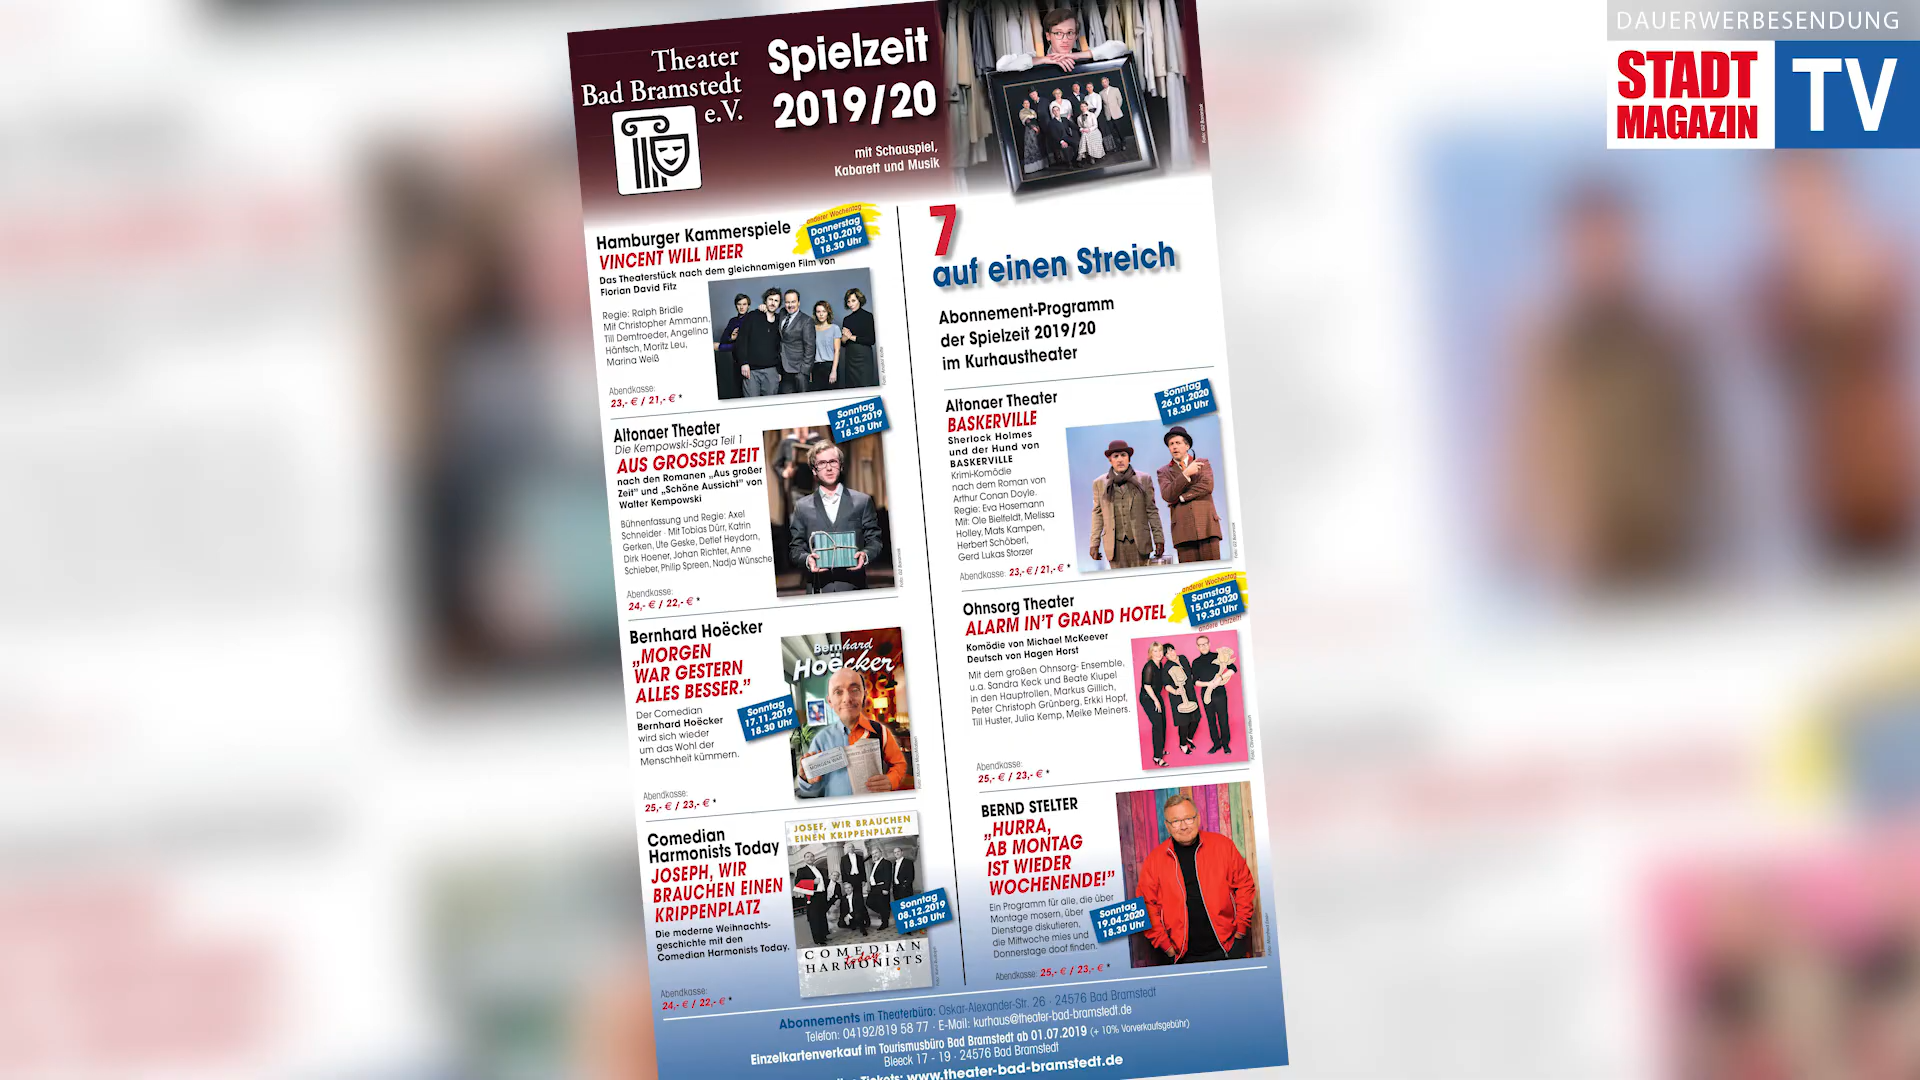 DAUERWERBESENDUNG
STADT
MAGAZIN
TV
Theater
Bad Bramstedt
e.V.
Spielzeit
2019/20
mit Schauspiel,
Kabarett und Musik
Hamburger Kammerspiele
VINCENT WILL MEER
Das Theaterstück nach dem gleichnamigen Film von
Florian David Fitz
anderer Wochentag
Donnerstag
03.10.2019
18.30 Uhr
Regie: Ralph Bridle
Mit Christopher Ammann,
Till Demtroeder, Angelina
Häntsch, Moritz Leu,
Marina Weiß
Abendkasse:
23,- € / 21,- € *
Altonaer Theater
Die Kempowski-Saga Teil 1
AUS GROSSER ZEIT
nach den Romanen „Aus großer
Zeit” und „Schöne Aussicht” von
Walter Kempowski
Sonntag
27.10.2019
18.30 Uhr
Bühnenfassung und Regie: Axel
Schneider · Mit Tobias Dürr, Katrin
Gerken, Ute Geske, Detlef Heydorn,
Dirk Hoener, Johan Richter, Anne
Schieber, Philip Spreen, Nadja Wünsche
Abendkasse:
24,- € / 22,- € *
Bernhard Hoëcker
„MORGEN
WAR GESTERN
ALLES BESSER.”
Der Comedian
Bernhard Hoëcker
wird sich wieder
um das Wohl der
Menschheit kümmern.
Sonntag
17.11.2019
18.30 Uhr
Bernhard
Hoëcker
MORGEN WAR
Abendkasse:
25,- € / 23,- € *
Comedian
Harmonists Today
JOSEPH, WIR
BRAUCHEN EINEN
KRIPPENPLATZ
Die moderne Weihnachts-
geschichte mit den
Comedian Harmonists Today.
JOSEF, WIR BRAUCHEN
EINEN KRIPPENPLATZ
Sonntag
08.12.2019
18.30 Uhr
COMEDIAN
today
HARMONISTS
Abendkasse:
24,- € / 22,- € *
7
auf einen Streich
Abonnement-Programm
der Spielzeit 2019/20
im Kurhaustheater
Altonaer Theater
BASKERVILLE
Sherlock Holmes
und der Hund von
BASKERVILLE
Krimi-Komödie
nach dem Roman von
Arthur Conan Doyle.
Regie: Eva Hosemann
Mit: Ole Bielfeldt, Melissa
Holley, Mats Kampen,
Herbert Schöberl,
Gerd Lukas Storzer
Sonntag
26.01.2020
18.30 Uhr
Abendkasse: 23,- € / 21,- € *
Ohnsorg Theater
ALARM IN’T GRAND HOTEL
Komödie von Michael McKeever
Deutsch von Hagen Horst
anderer Wochentag
Samstag
15.02.2020
19.30 Uhr
andere Uhrzeit!
Mit dem großen Ohnsorg- Ensemble,
u.a. Sandra Keck und Beate Kiupel
in den Hauptrollen, Markus Gillich,
Peter Christoph Grünberg, Erkki Hopf,
Till Huster, Julia Kemp, Meike Meiners.
Abendkasse:
25,- € / 23,- € *
BERND STELTER
„HURRA,
AB MONTAG
IST WIEDER
WOCHENENDE!”
Ein Programm für alle, die über
Montage mosern, über
Dienstage diskutieren,
die Mittwoche mies und
Donnerstage doof finden.
Sonntag
19.04.2020
18.30 Uhr
Abendkasse: 25,- € / 23,- € *
Abonnements im Theaterbüro: Oskar-Alexander-Str. 26 · 24576 Bad Bramstedt
Telefon: 04192/819 58 77 · E-Mail: kurhaus@theater-bad-bramstedt.de
Einzelkartenverkauf im Tourismusbüro Bad Bramstedt ab 01.07.2019 (+ 10% Vorverkaufsgebühr)
Bleeck 17 - 19 · 24576 Bad Bramstedt
Tickets: www.theater-bad-bramstedt.de